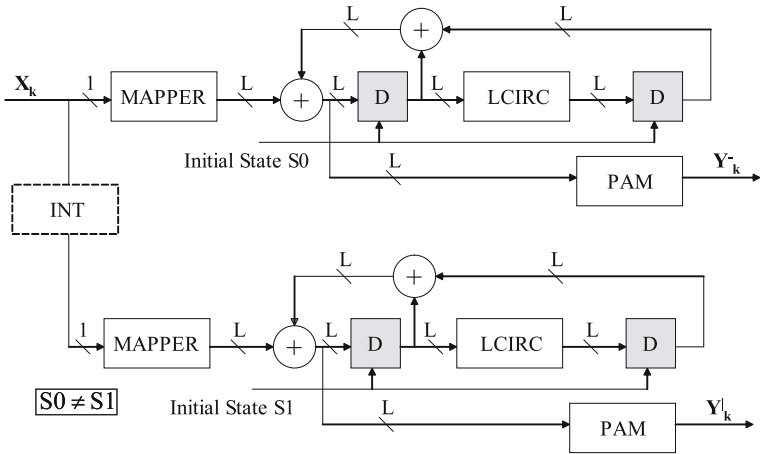 L
L
+
X_k
1
MAPPER
L
+
L
D
L
LCIRC
L
D
Initial State S0
L
PAM
Y^-_k
INT
L
L
+
1
MAPPER
L
+
L
D
L
LCIRC
L
D
S0 ≠ S1
Initial State S1
L
PAM
Y^|_k